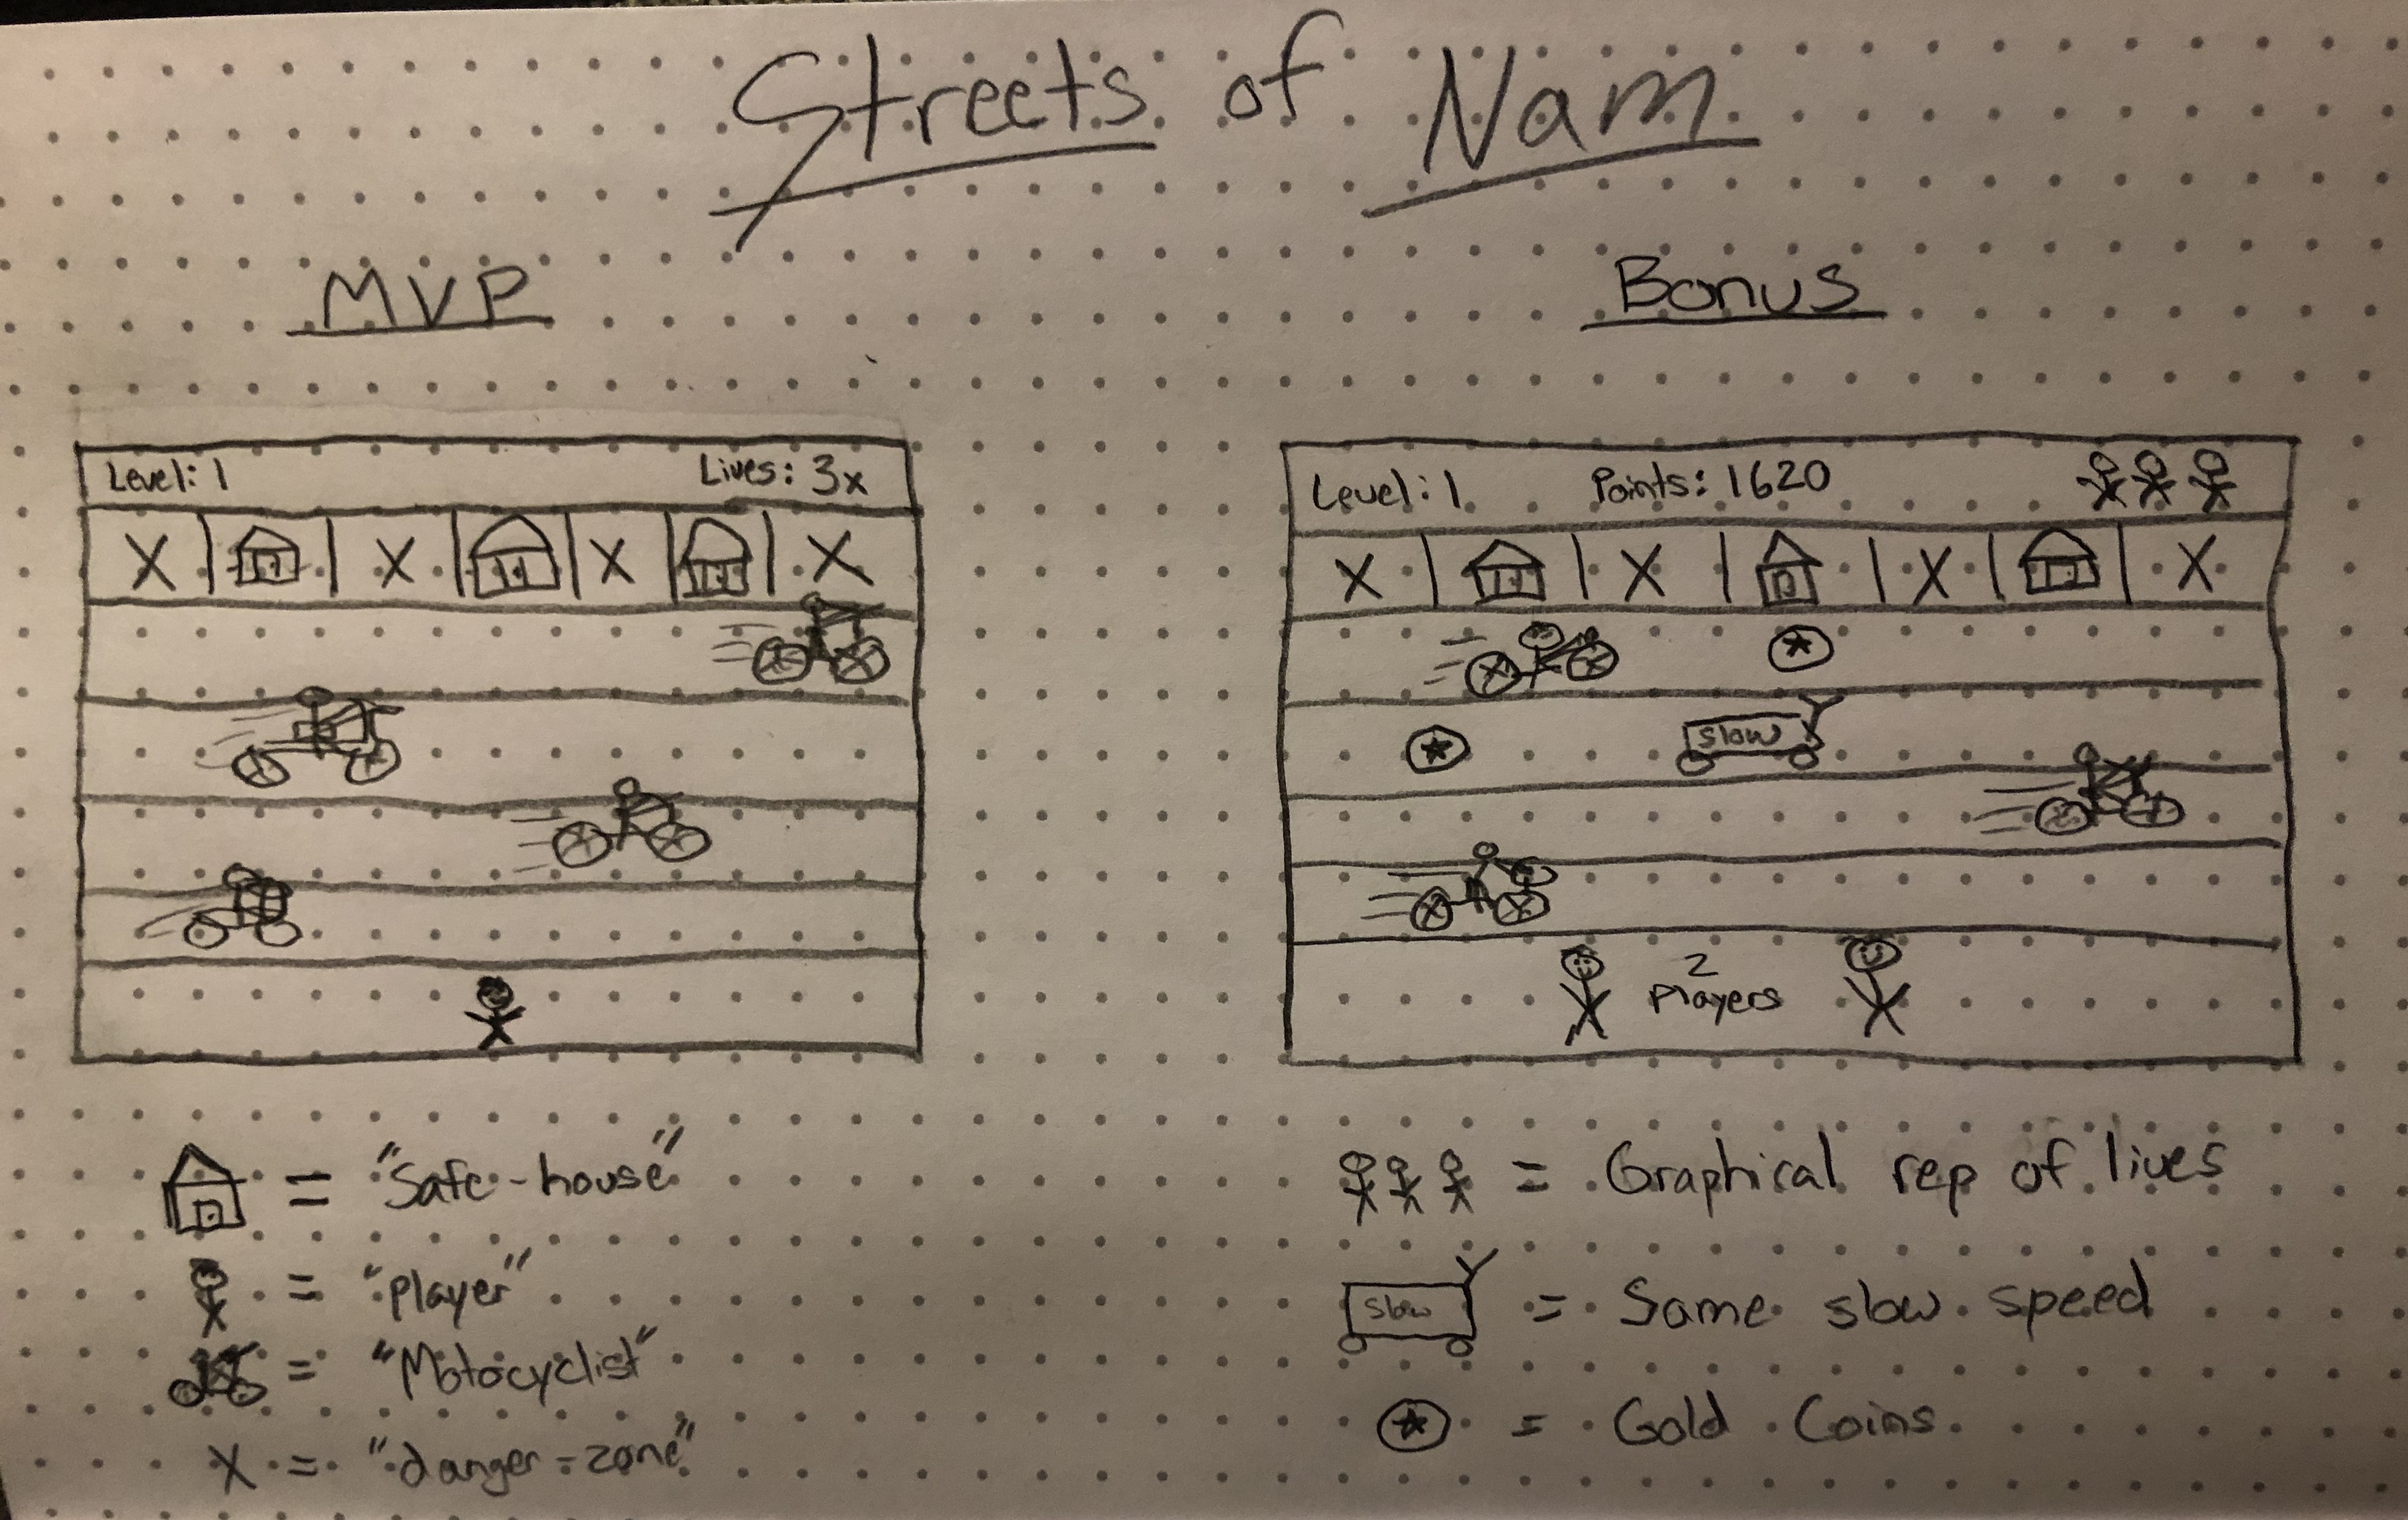 Streets of Nam
MVP
Level: 1 Lives: 3x
X X X X
"Safe-house"
= "Player"
= "Motocyclist"
X = "danger-zone"
Bonus
Level: 1 Points: 1620
X X X X
slow
2
Players
= Graphical rep of lives
slow = Same slow speed
= Gold Coins